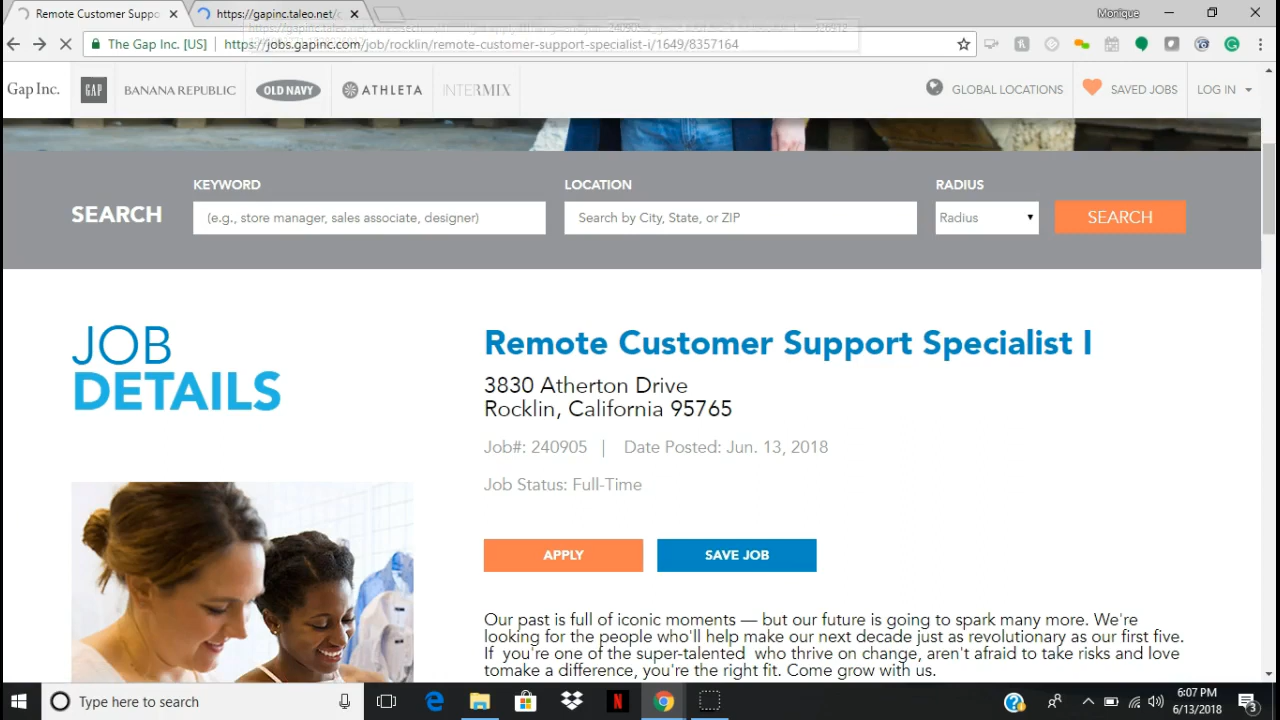 Remote Customer Suppo
https://gapinc.taleo.net/c
Monique
The Gap Inc. [US]
https://jobs.gapinc.com/job/rocklin/remote-customer-support-specialist-i/1649/8357164
Gap Inc.
GAP
BANANA REPUBLIC
OLD NAVY
ATHLETA
INTERMIX
GLOBAL LOCATIONS
SAVED JOBS
LOG IN
KEYWORD
LOCATION
RADIUS
SEARCH
(e.g., store manager, sales associate, designer)
Search by City, State, or ZIP
Radius
SEARCH
JOB
DETAILS
Remote Customer Support Specialist I
3830 Atherton Drive
Rocklin, California 95765
Job#: 240905 | Date Posted: Jun. 13, 2018
Job Status: Full-Time
APPLY
SAVE JOB
Our past is full of iconic moments — but our future is going to spark many more. We're
looking for the people who'll help make our next decade just as revolutionary as our first five.
If you're one of the super-talented who thrive on change, aren't afraid to take risks and love
tomake a difference, you're the right fit. Come grow with us.
Type here to search
6:07 PM
6/13/2018
3